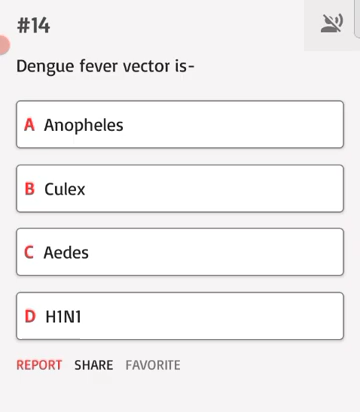 #14
Dengue fever vector is-
A Anopheles
B Culex
C Aedes
D H1N1
REPORT SHARE FAVORITE